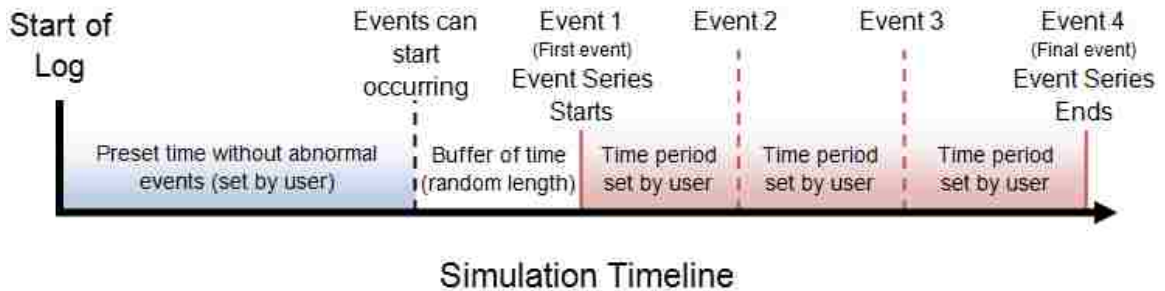 Start of
Log
Events can
start
occurring
Event 1
(First event)
Event Series
Starts
Event 2
Event 3
Event 4
(Final event)
Event Series
Ends
Preset time without abnormal
events (set by user)
Buffer of time
(random length)
Time period
set by user
Time period
set by user
Time period
set by user
Simulation Timeline